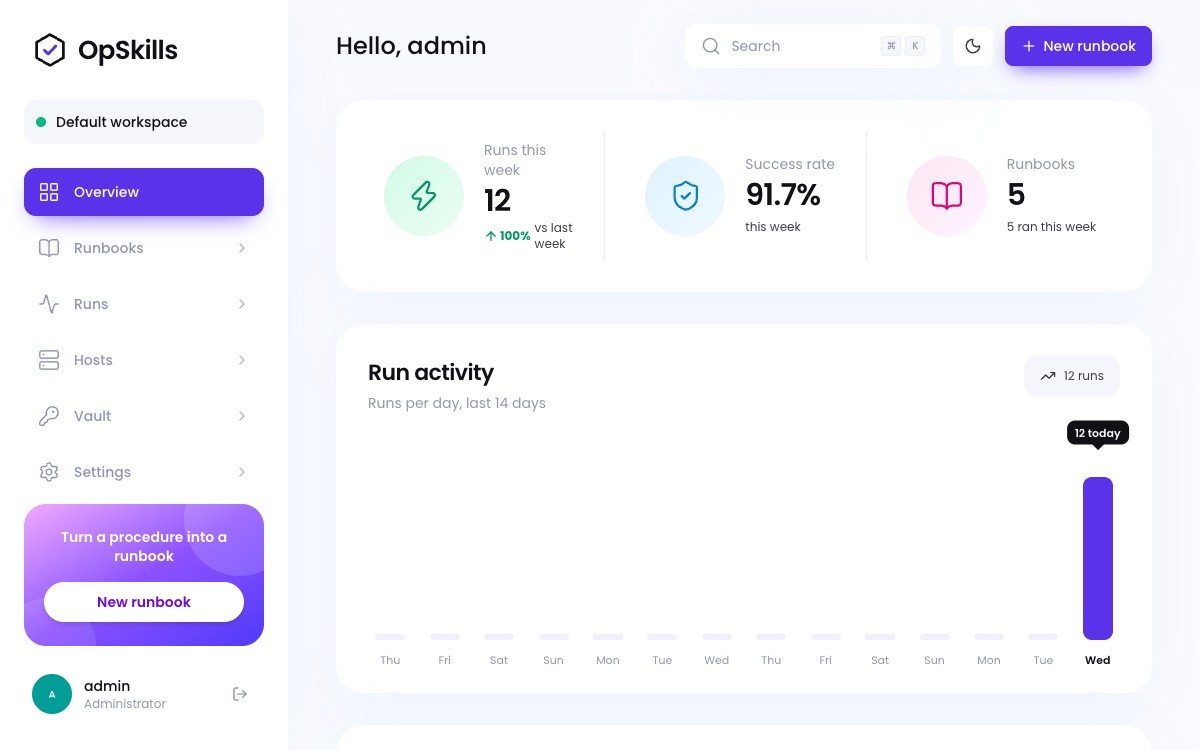 OpSkills
Default workspace
Overview
Runbooks
Runs
Hosts
Vault
Settings
Turn a procedure into a
runbook
New runbook
A
admin
Administrator
Hello, admin
Search
⌘ K
New runbook
Runs this
week
12
100% vs last
week
Success rate
91.7%
this week
Runbooks
5
5 ran this week
Run activity
Runs per day, last 14 days
12 runs
12 today
Thu Fri Sat Sun Mon Tue Wed Thu Fri Sat Sun Mon Tue Wed